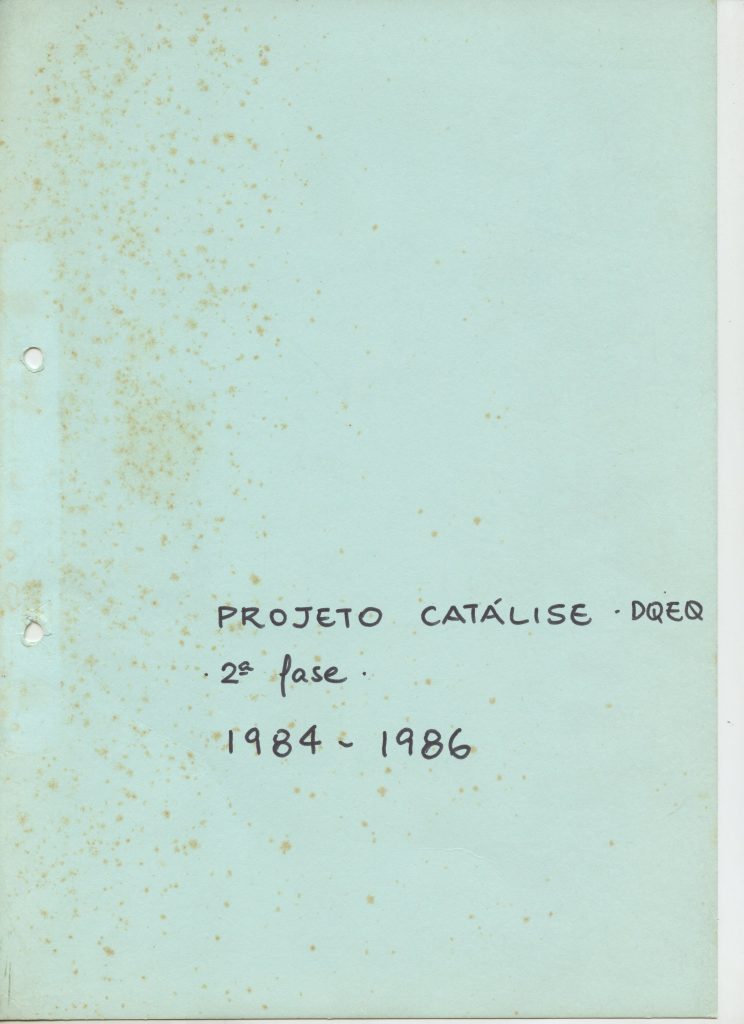 PROJETO CATÁLISE · DQEQ
· 2ª fase ·
1984 - 1986